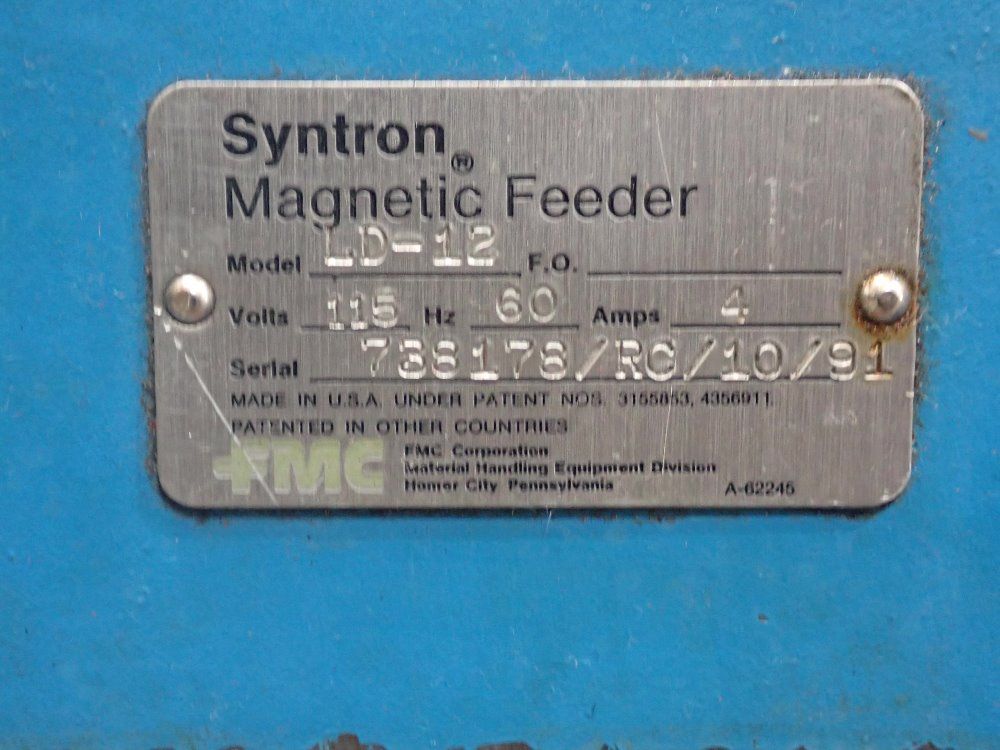 Syntron®
Magnetic Feeder
Model LD-12 F.O.
Volts 115 Hz 60 Amps 4
Serial 738178/RC/10/91
MADE IN U.S.A. UNDER PATENT NOS. 3155853, 4356911.
PATENTED IN OTHER COUNTRIES
FMC
FMC Corporation
Material Handling Equipment Division
Homer City Pennsylvania
A-62245